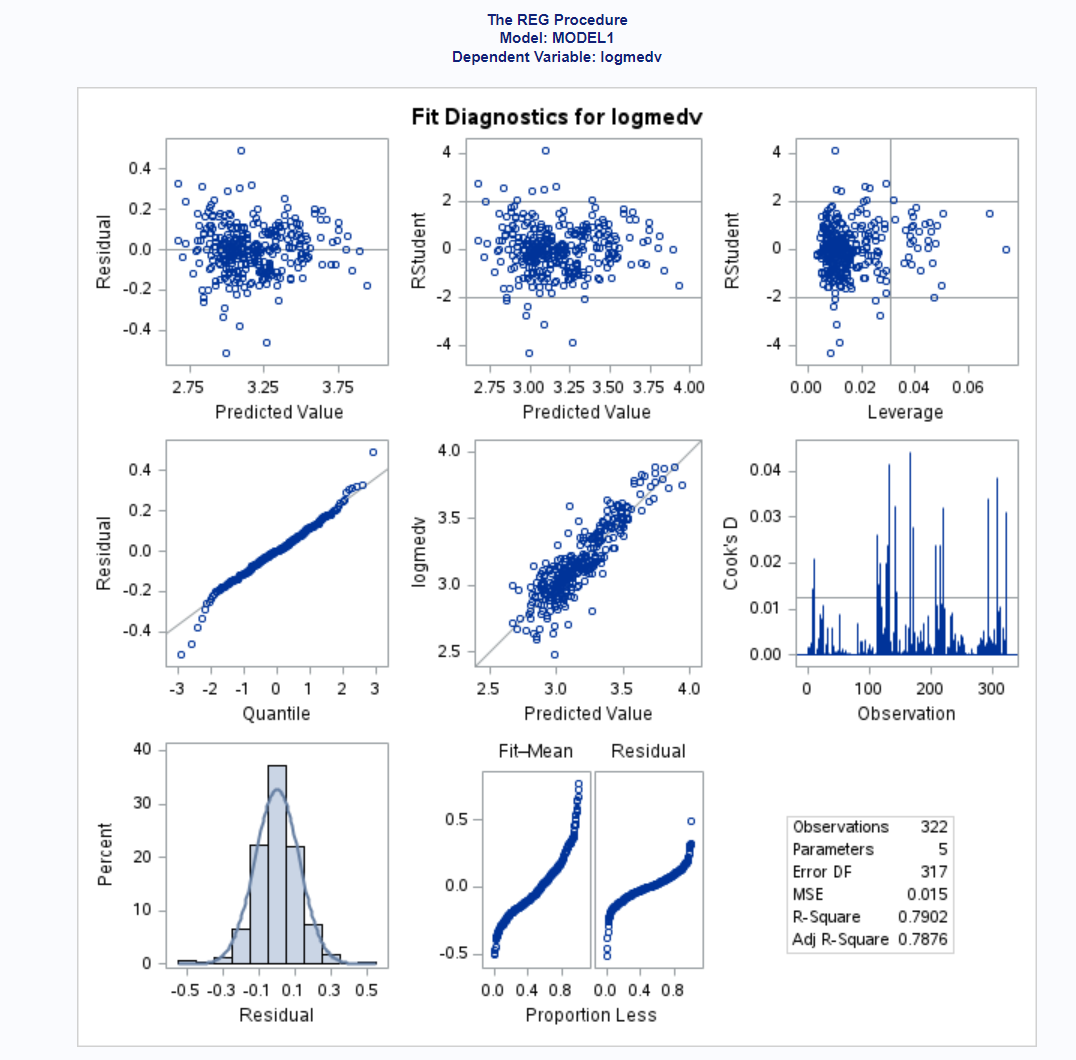 The REG Procedure
Model: MODEL1
Dependent Variable: logmedv
Fit Diagnostics for logmedv
Residual
0.4
0.2
0.0
-0.2
-0.4
2.75 3.25 3.75
Predicted Value
RStudent
4
2
0
-2
-4
2.75 3.00 3.25 3.50 3.75 4.00
Predicted Value
RStudent
4
2
0
-2
-4
0.00 0.02 0.04 0.06
Leverage
Residual
0.4
0.2
0.0
-0.2
-0.4
-3 -2 -1 0 1 2 3
Quantile
logmedv
4.0
3.5
3.0
2.5
2.5 3.0 3.5 4.0
Predicted Value
Cook's D
0.04
0.03
0.02
0.01
0.00
0 100 200 300
Observation
Percent
40
30
20
10
0
-0.5 -0.3 -0.1 0.1 0.3 0.5
Residual
Fit–Mean Residual
0.5
0.0
-0.5
0.0 0.4 0.8 0.0 0.4 0.8
Proportion Less
Observations 322
Parameters 5
Error DF 317
MSE 0.015
R-Square 0.7902
Adj R-Square 0.7876